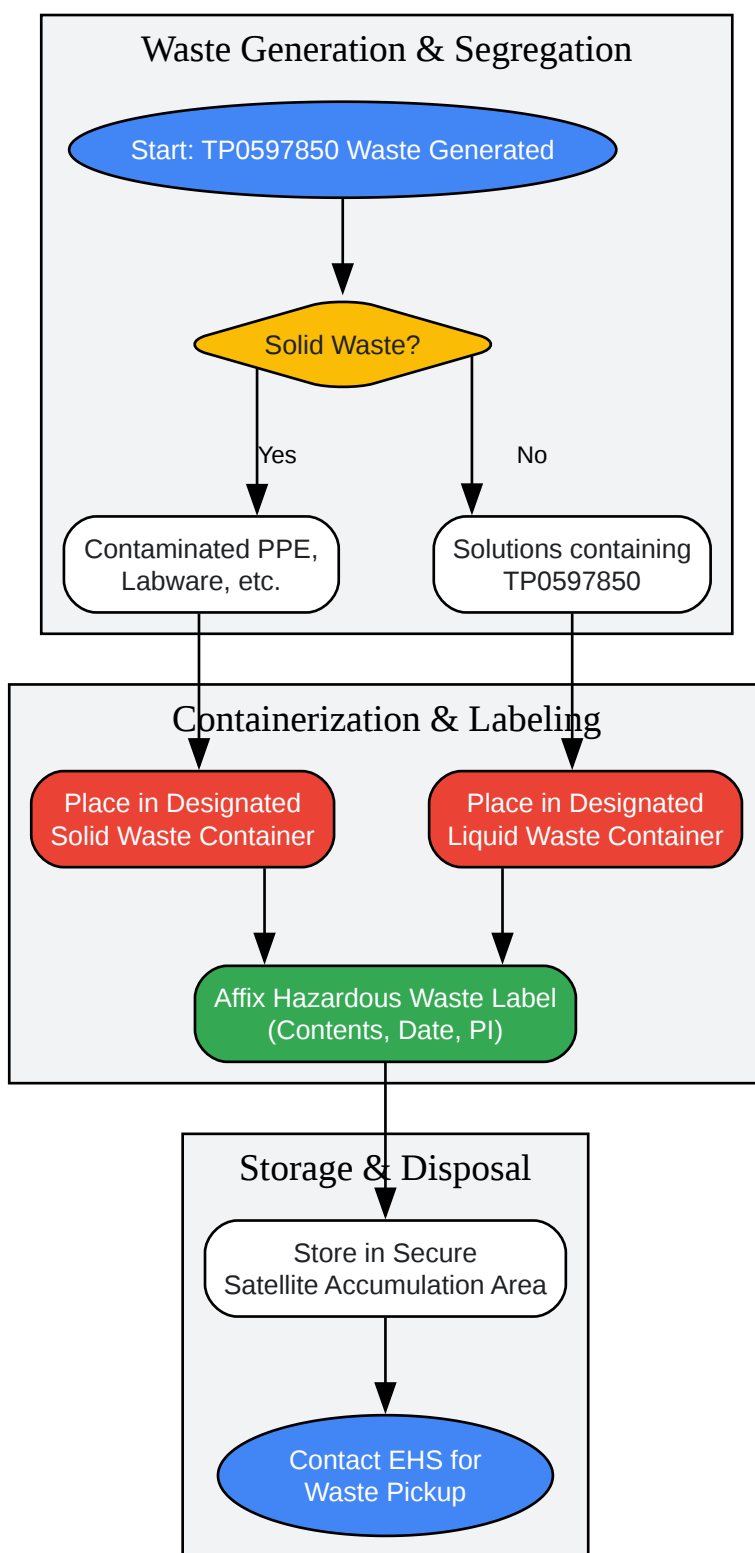 Waste Generation & Segregation
Start: TP0597850 Waste Generated
Solid Waste?
Yes
No
Contaminated PPE,
Labware, etc.
Solutions containing
TP0597850
Containerization & Labeling
Place in Designated
Solid Waste Container
Place in Designated
Liquid Waste Container
Affix Hazardous Waste Label
(Contents, Date, PI)
Storage & Disposal
Store in Secure
Satellite Accumulation Area
Contact EHS for
Waste Pickup